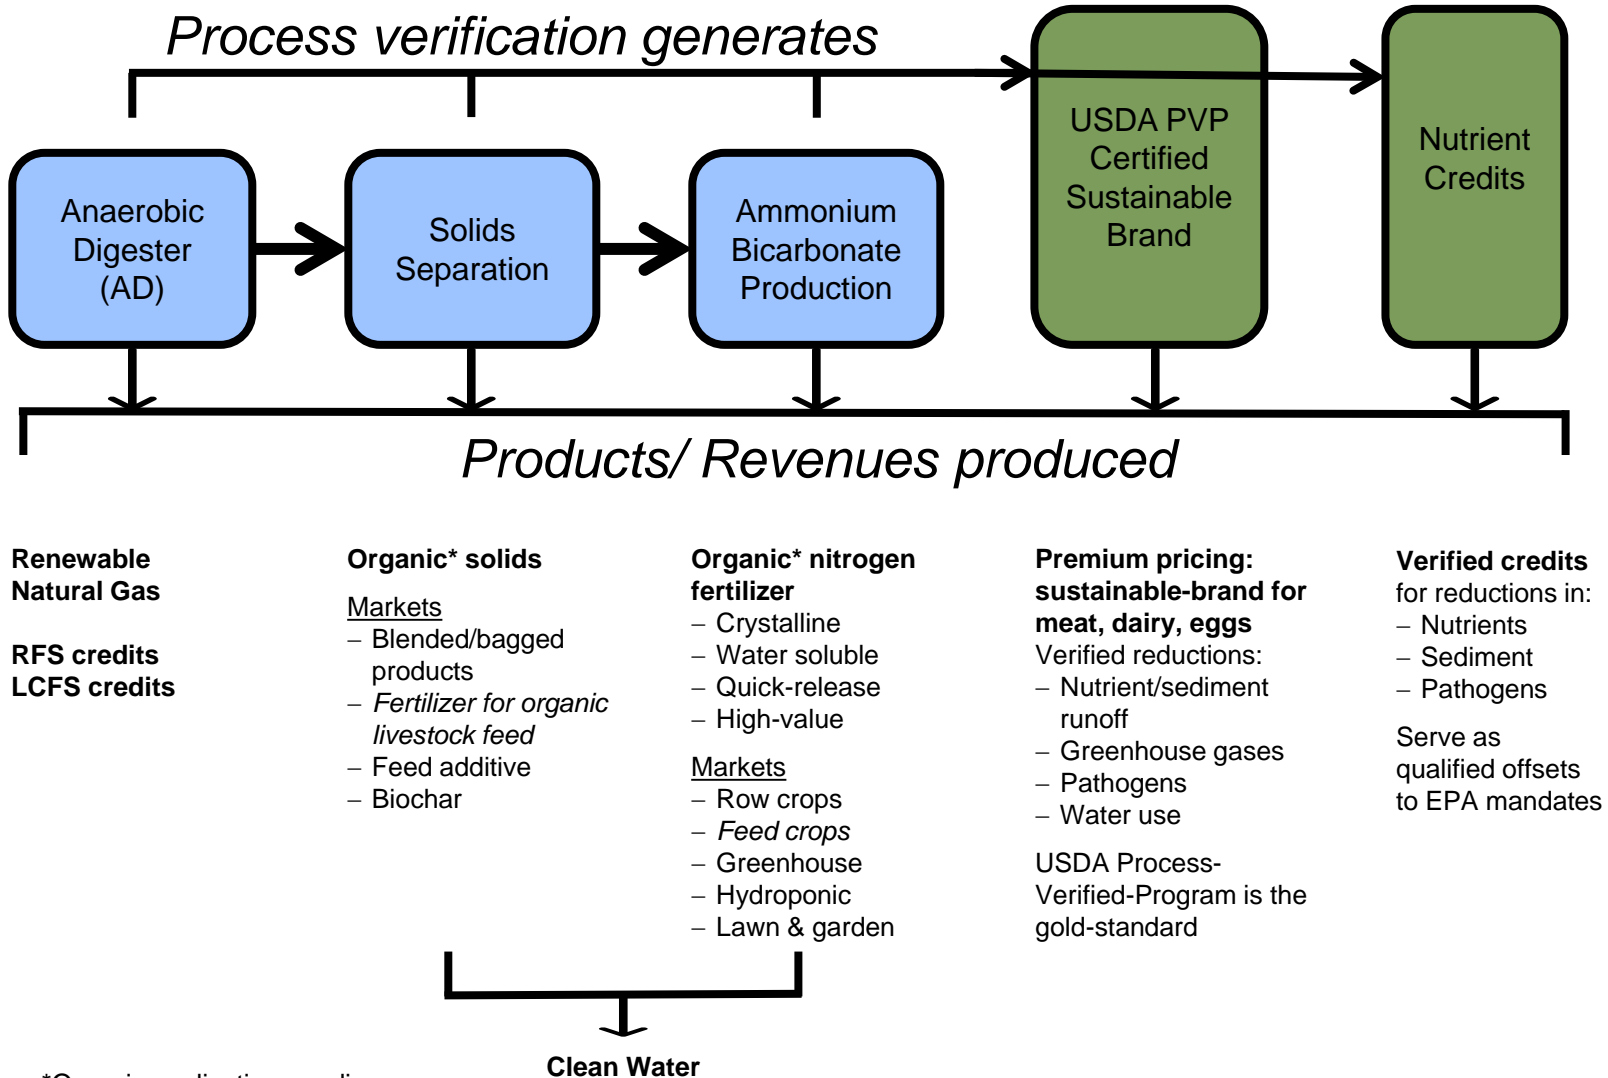 Process verification generates
Anaerobic
Digester
(AD)
Solids
Separation
Ammonium
Bicarbonate
Production
USDA PVP
Certified
Sustainable
Brand
Nutrient
Credits
Products/ Revenues produced
Renewable
Natural Gas
RFS credits
LCFS credits
Organic* solids
Markets
– Blended/bagged
products
– Fertilizer for organic
livestock feed
– Feed additive
– Biochar
Organic* nitrogen
fertilizer
– Crystalline
– Water soluble
– Quick-release
– High-value
Markets
– Row crops
– Feed crops
– Greenhouse
– Hydroponic
– Lawn & garden
Premium pricing:
sustainable-brand for
meat, dairy, eggs
Verified reductions:
– Nutrient/sediment
runoff
– Greenhouse gases
– Pathogens
– Water use
USDA Process-
Verified-Program is the
gold-standard
Verified credits
for reductions in:
– Nutrients
– Sediment
– Pathogens
Serve as
qualified offsets
to EPA mandates
Clean Water